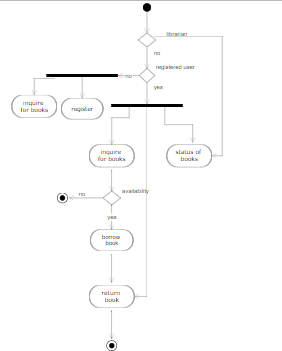 librarian
no
registered user
no
yes
inquire
for books
register
inquire
for books
status of
books
no
availability
yes
borrow
book
return
book